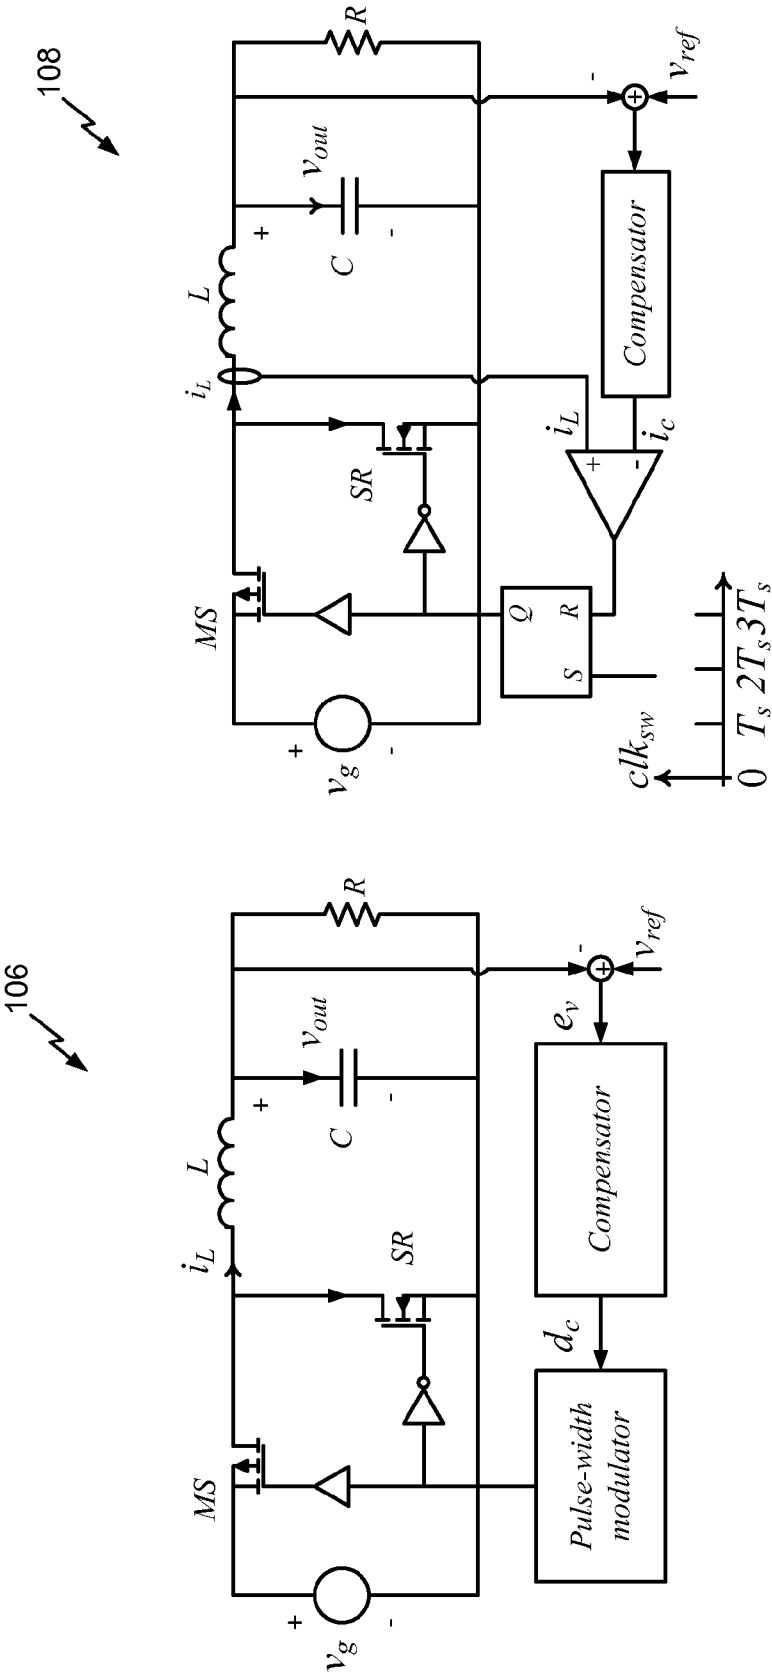 106
MS
i_L
L
v_g
+
-
SR
+
v_out
-
C
R
Pulse-width
modulator
d_c
Compensator
e_v
-
+
v_ref
108
MS
i_L
L
v_g
+
-
SR
+
v_out
-
C
R
Q
S
R
i_L
+
-
i_c
Compensator
-
+
v_ref
clk_sw
0 T_s 2T_s 3T_s